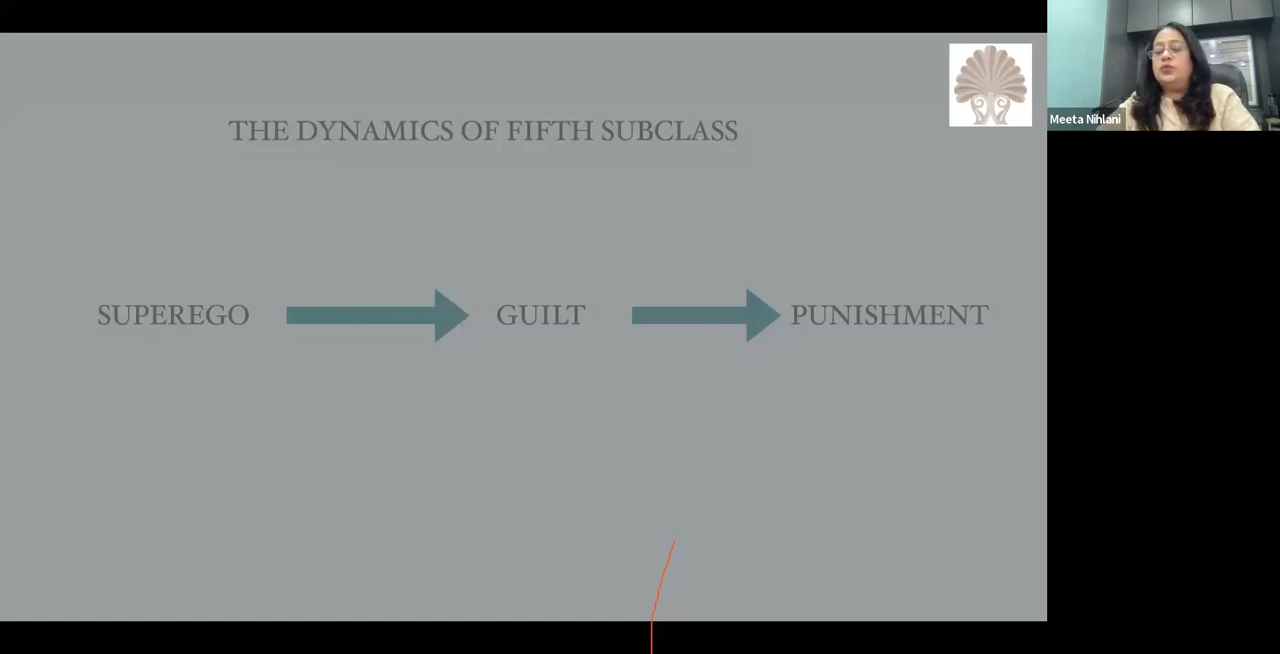 THE DYNAMICS OF FIFTH SUBCLASS
SUPEREGO GUILT PUNISHMENT
Meeta Nihlani